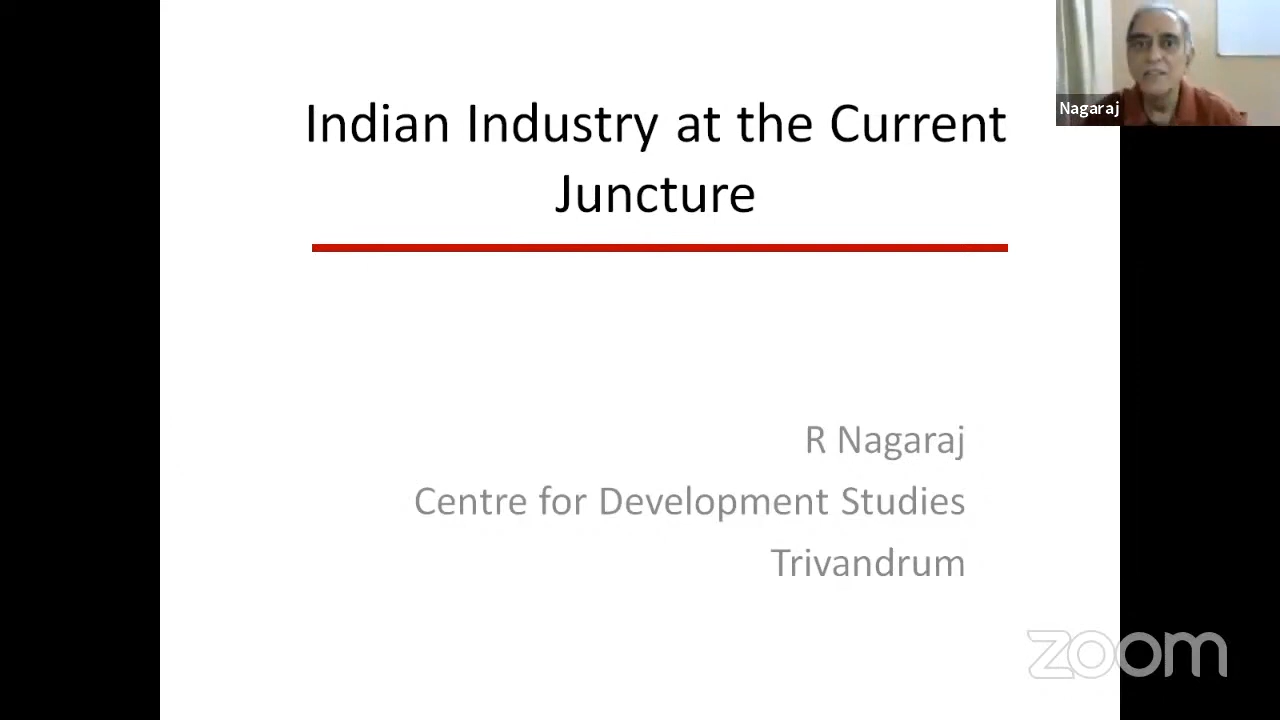 Indian Industry at the Current
Juncture
R Nagaraj
Centre for Development Studies
Trivandrum
Nagaraj
zoom